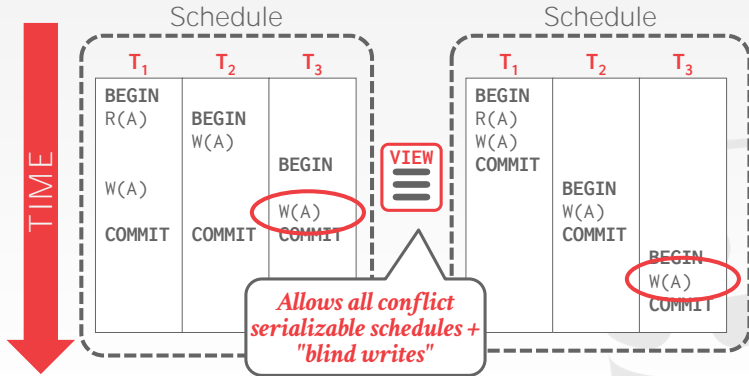 Schedule
T1 T2 T3
BEGIN
R(A) BEGIN
W(A)
BEGIN
W(A)
W(A)
COMMIT COMMIT COMMIT
TIME
VIEW
Allows all conflict
serializable schedules +
"blind writes"
Schedule
T1 T2 T3
BEGIN
R(A)
W(A)
COMMIT
BEGIN
W(A)
COMMIT
BEGIN
W(A)
COMMIT